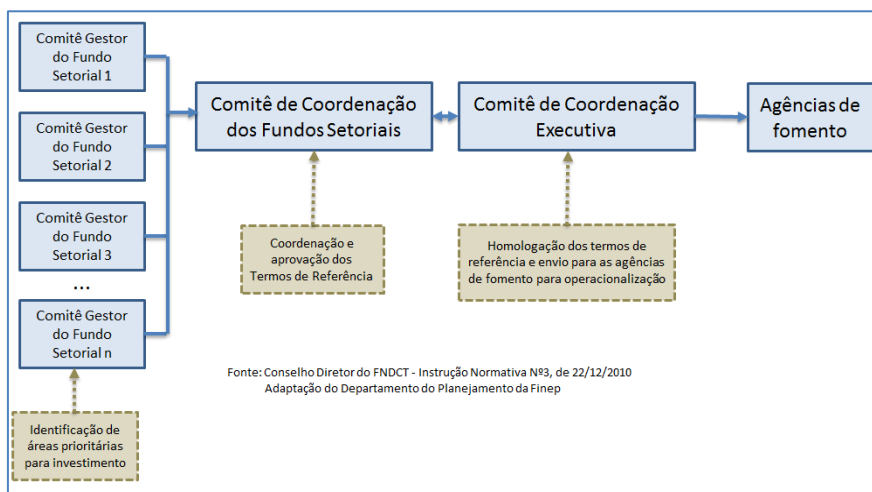 Comitê Gestor
do Fundo
Setorial 1
Comitê Gestor
do Fundo
Setorial 2
Comitê Gestor
do Fundo
Setorial 3
...
Comitê Gestor
do Fundo
Setorial n
Identificação de
áreas prioritárias
para investimento
Comitê de Coordenação
dos Fundos Setoriais
Coordenação e
aprovação dos
Termos de Referência
Comitê de Coordenação
Executiva
Homologação dos termos de
referência e envio para as agências
de fomento para operacionalização
Agências de
fomento
Fonte: Conselho Diretor do FNDCT - Instrução Normativa Nº3, de 22/12/2010
Adaptação do Departamento do Planejamento da Finep